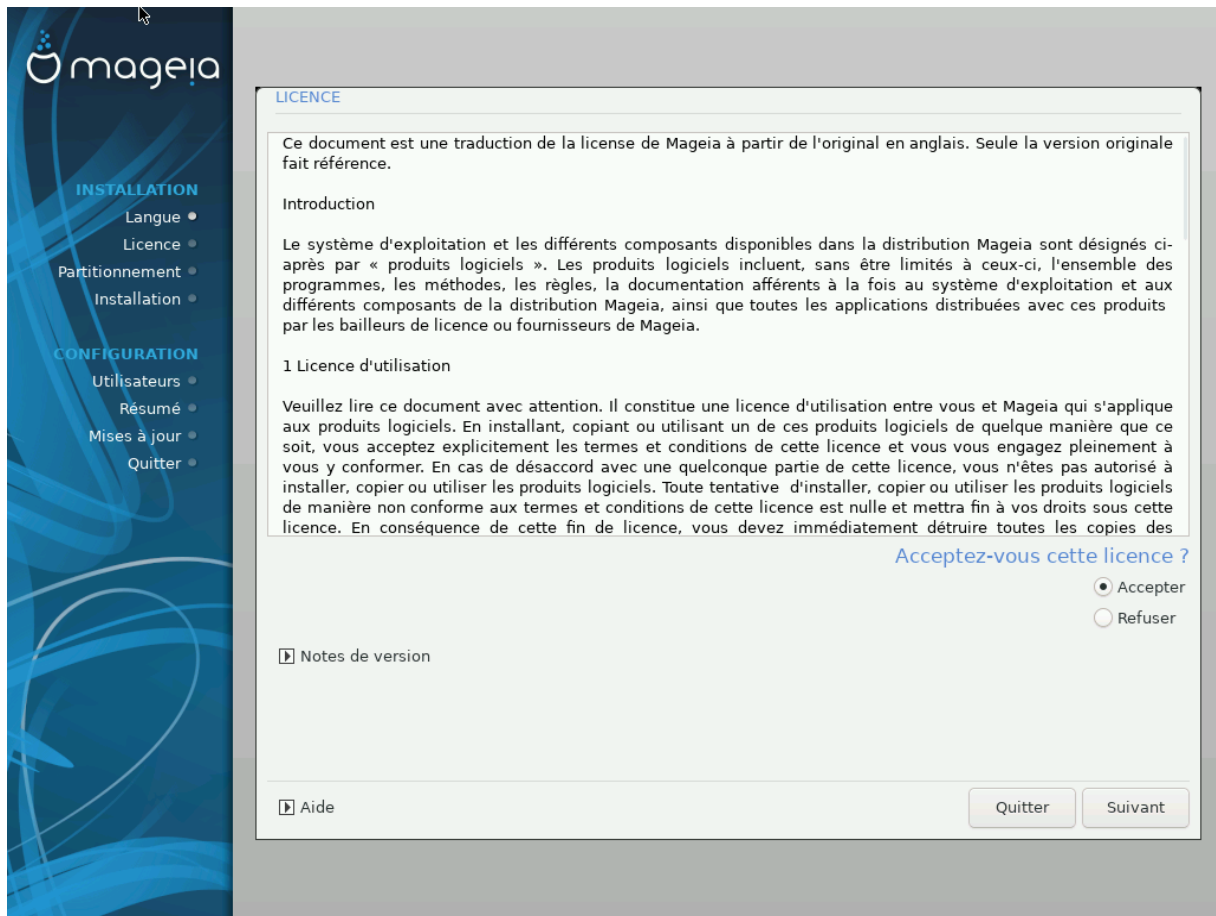 mageia
INSTALLATION
Langue
Licence
Partitionnement
Installation
CONFIGURATION
Utilisateurs
Résumé
Mises à jour
Quitter
LICENCE
Ce document est une traduction de la license de Mageia à partir de l'original en anglais. Seule la version originale
fait référence.
Introduction
Le système d'exploitation et les différents composants disponibles dans la distribution Mageia sont désignés ci-
après par « produits logiciels ». Les produits logiciels incluent, sans être limités à ceux-ci, l'ensemble des
programmes, les méthodes, les règles, la documentation afférents à la fois au système d'exploitation et aux
différents composants de la distribution Mageia, ainsi que toutes les applications distribuées avec ces produits
par les bailleurs de licence ou fournisseurs de Mageia.
1 Licence d'utilisation
Veuillez lire ce document avec attention. Il constitue une licence d'utilisation entre vous et Mageia qui s'applique
aux produits logiciels. En installant, copiant ou utilisant un de ces produits logiciels de quelque manière que ce
soit, vous acceptez explicitement les termes et conditions de cette licence et vous vous engagez pleinement à
vous y conformer. En cas de désaccord avec une quelconque partie de cette licence, vous n'êtes pas autorisé à
installer, copier ou utiliser les produits logiciels. Toute tentative d'installer, copier ou utiliser les produits logiciels
de manière non conforme aux termes et conditions de cette licence est nulle et mettra fin à vos droits sous cette
licence. En conséquence de cette fin de licence, vous devez immédiatement détruire toutes les copies des
Acceptez-vous cette licence ?
Accepter
Refuser
Notes de version
Aide
Quitter
Suivant